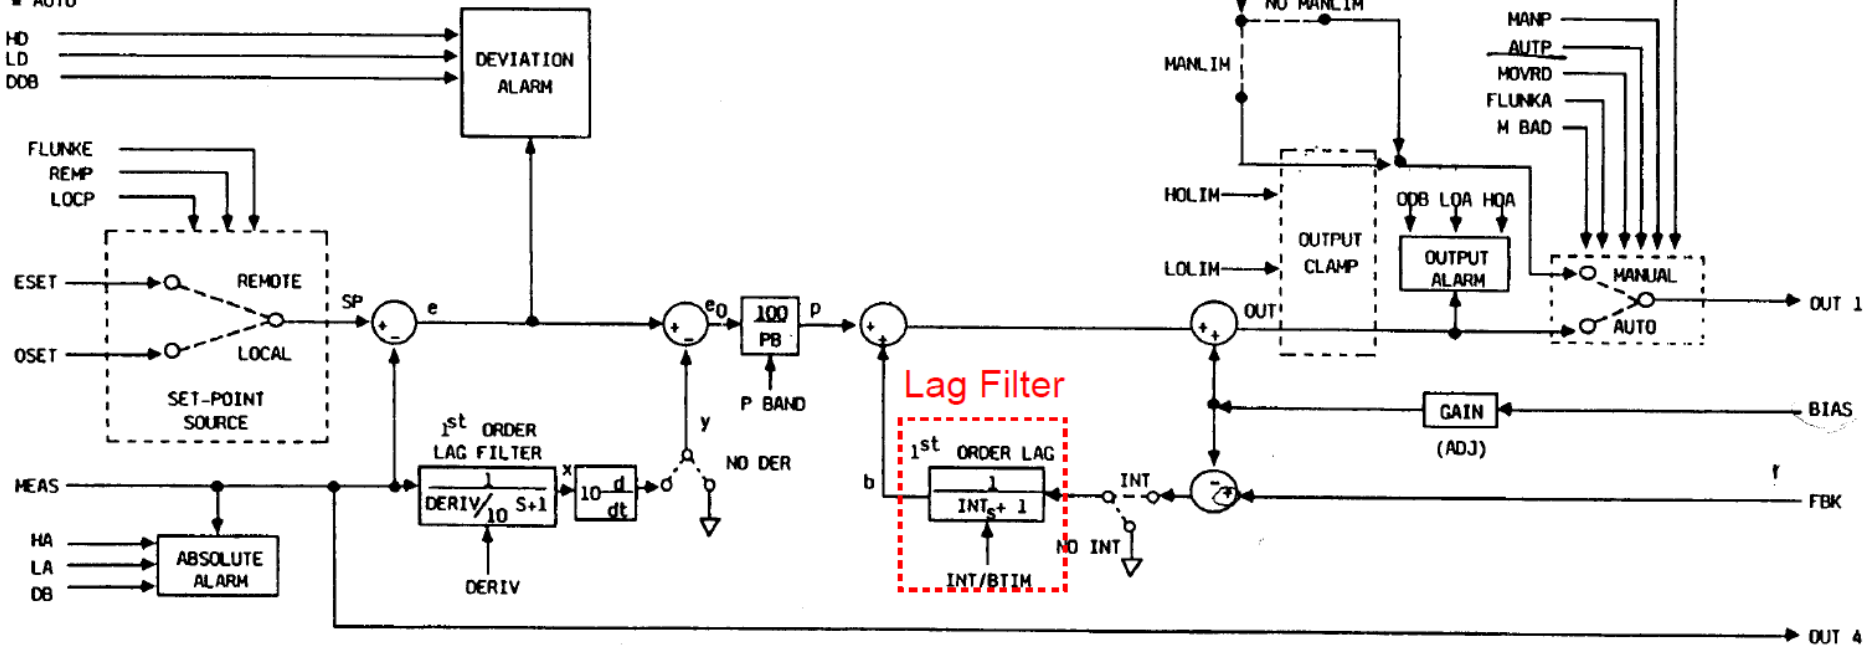 AUTO
NO MANLIM
HD
LD
DDB
DEVIATION
ALARM
MANLIM
MANP
AUTP
MOVRD
FLUNKA
M BAD
FLUNKE
REMP
LOCP
HOLIM
LOLIM
OUTPUT
CLAMP
ODB LOA HOA
OUTPUT
ALARM
MANUAL
AUTO
OUT 1
ESET
OSET
REMOTE
LOCAL
SET-POINT
SOURCE
SP
+
-
e
+
-
e0
100
PB
P BAND
p
+
+
+
+
OUT
Lag Filter
y
1st ORDER
LAG FILTER
1
DERIV/10 S+1
DERIV
x
10 d
dt
NO DER
b
1st ORDER LAG
1
INTs+ 1
INT/BTIM
INT
NO INT
-
+
GAIN
(ADJ)
BIAS
r
FBK
MEAS
HA
LA
DB
ABSOLUTE
ALARM
OUT 4